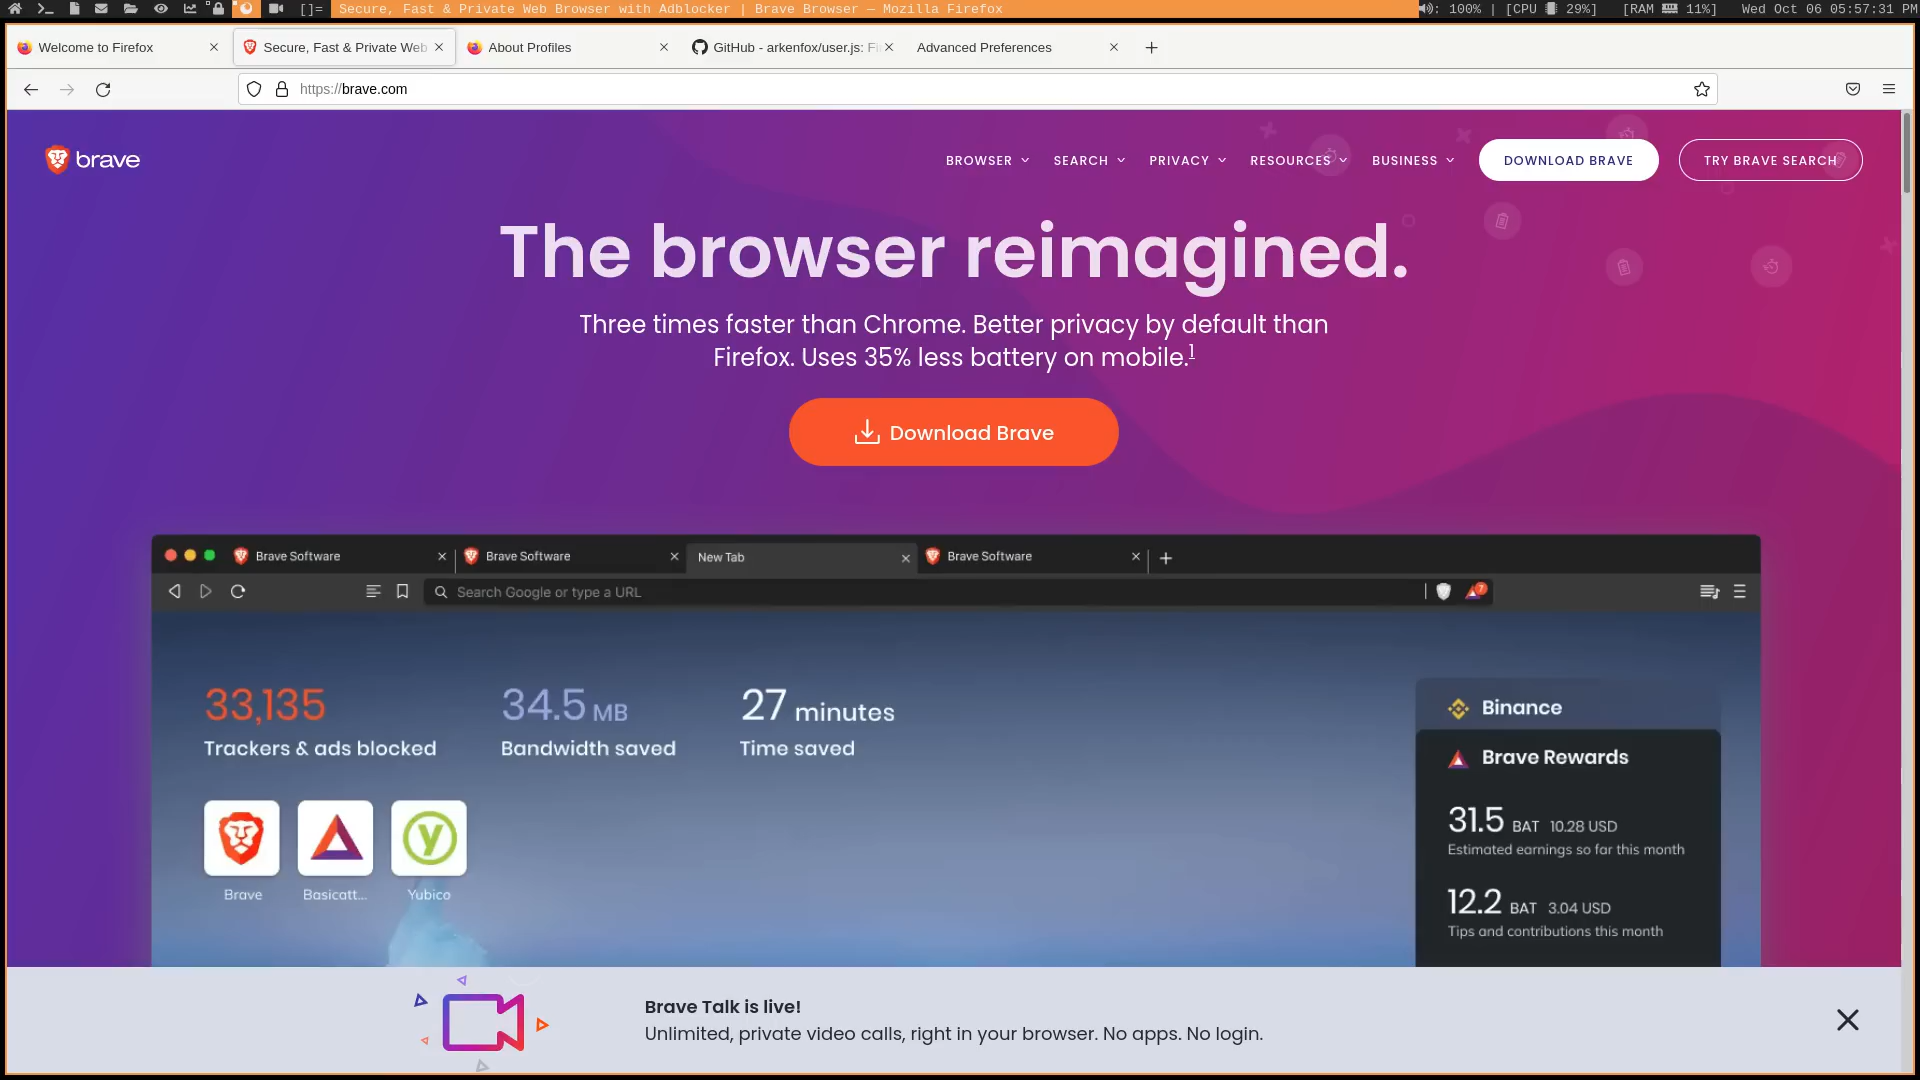 []= Secure, Fast & Private Web Browser with Adblocker | Brave Browser — Mozilla Firefox : 100% | [CPU 29%] [RAM 11%] Wed Oct 06 05:57:31 PM
Welcome to Firefox Secure, Fast & Private Web About Profiles GitHub - arkenfox/user.js: Fi Advanced Preferences
https://brave.com
brave BROWSER SEARCH PRIVACY RESOURCES BUSINESS DOWNLOAD BRAVE TRY BRAVE SEARCH
The browser reimagined.
Three times faster than Chrome. Better privacy by default than
Firefox. Uses 35% less battery on mobile.1
Download Brave
Brave Software Brave Software New Tab Brave Software
Search Google or type a URL 7
33,135 34.5 MB 27 minutes
Trackers & ads blocked Bandwidth saved Time saved
Brave Basicatt... Yubico
Binance
Brave Rewards
31.5 BAT 10.28 USD
Estimated earnings so far this month
12.2 BAT 3.04 USD
Tips and contributions this month
Brave Talk is live!
Unlimited, private video calls, right in your browser. No apps. No login.